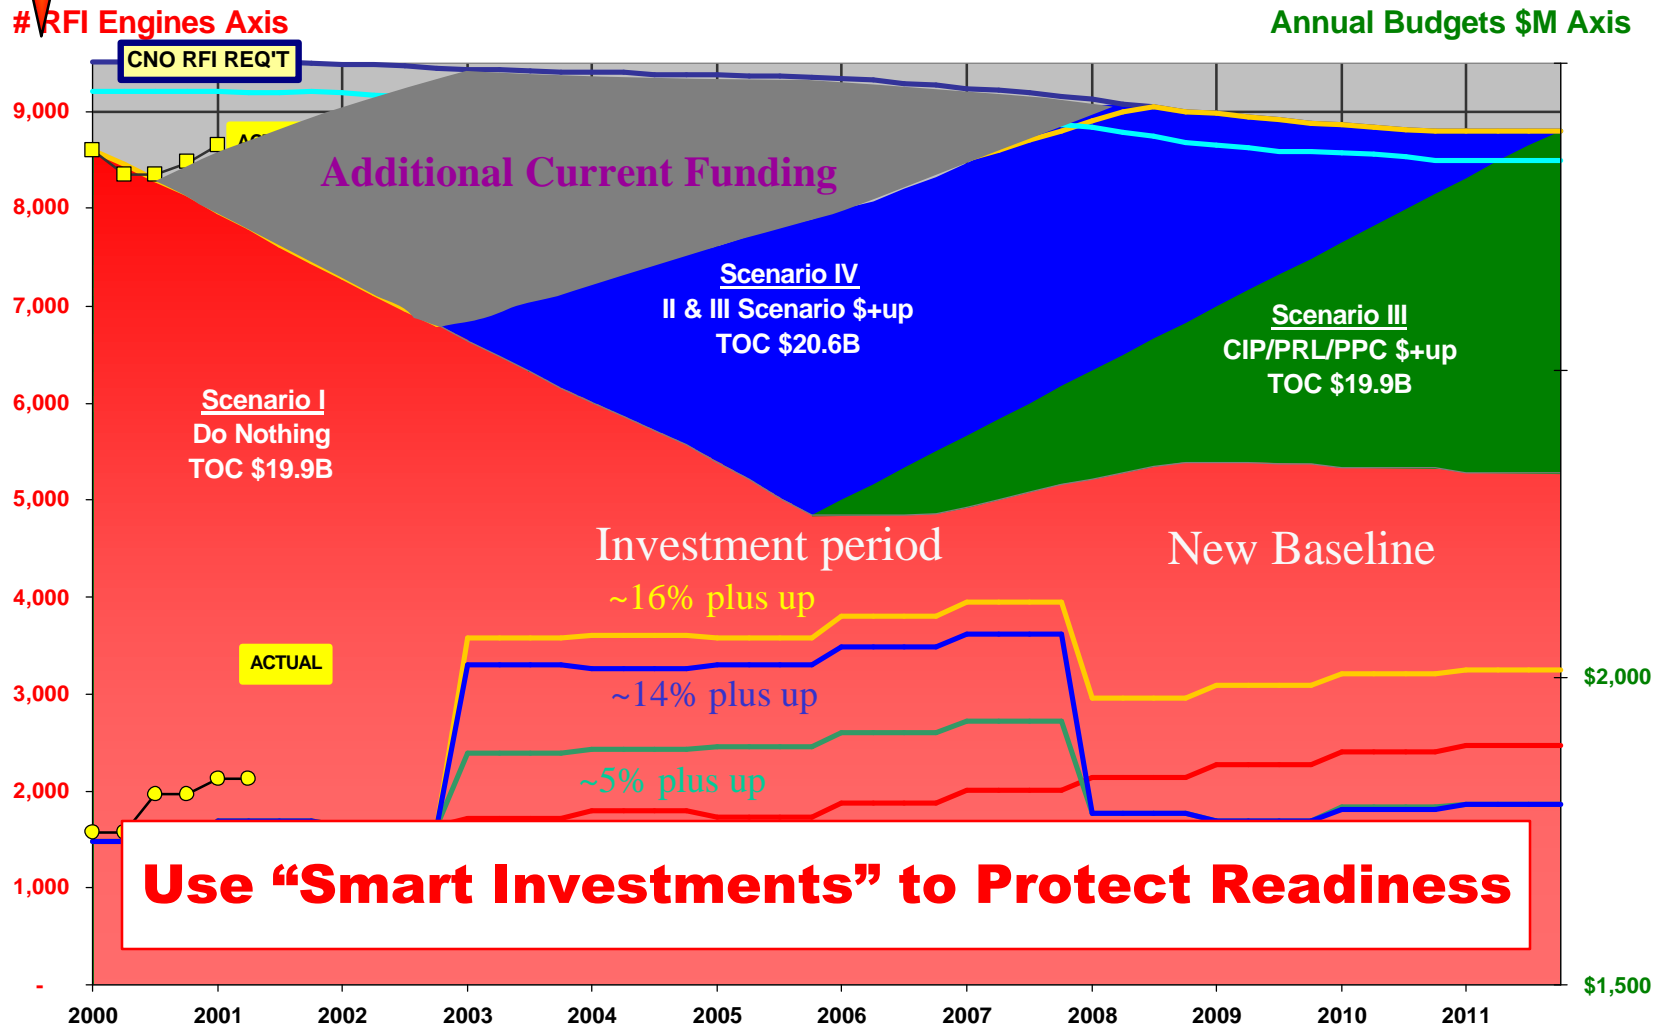 # RFI Engines Axis
Annual Budgets $M Axis
CNO RFI REQ'T
9,000
Additional Current Funding
8,000
Scenario IV
II & III Scenario $+up
TOC $20.6B
7,000
Scenario III
CIP/PRL/PPC $+up
TOC $19.9B
6,000
Scenario I
Do Nothing
TOC $19.9B
5,000
Investment period
New Baseline
4,000
~16% plus up
ACTUAL
3,000
$2,000
~14% plus up
2,000
~5% plus up
Use “Smart Investments” to Protect Readiness
1,000
-
$1,500
2000 2001 2002 2003 2004 2005 2006 2007 2008 2009 2010 2011